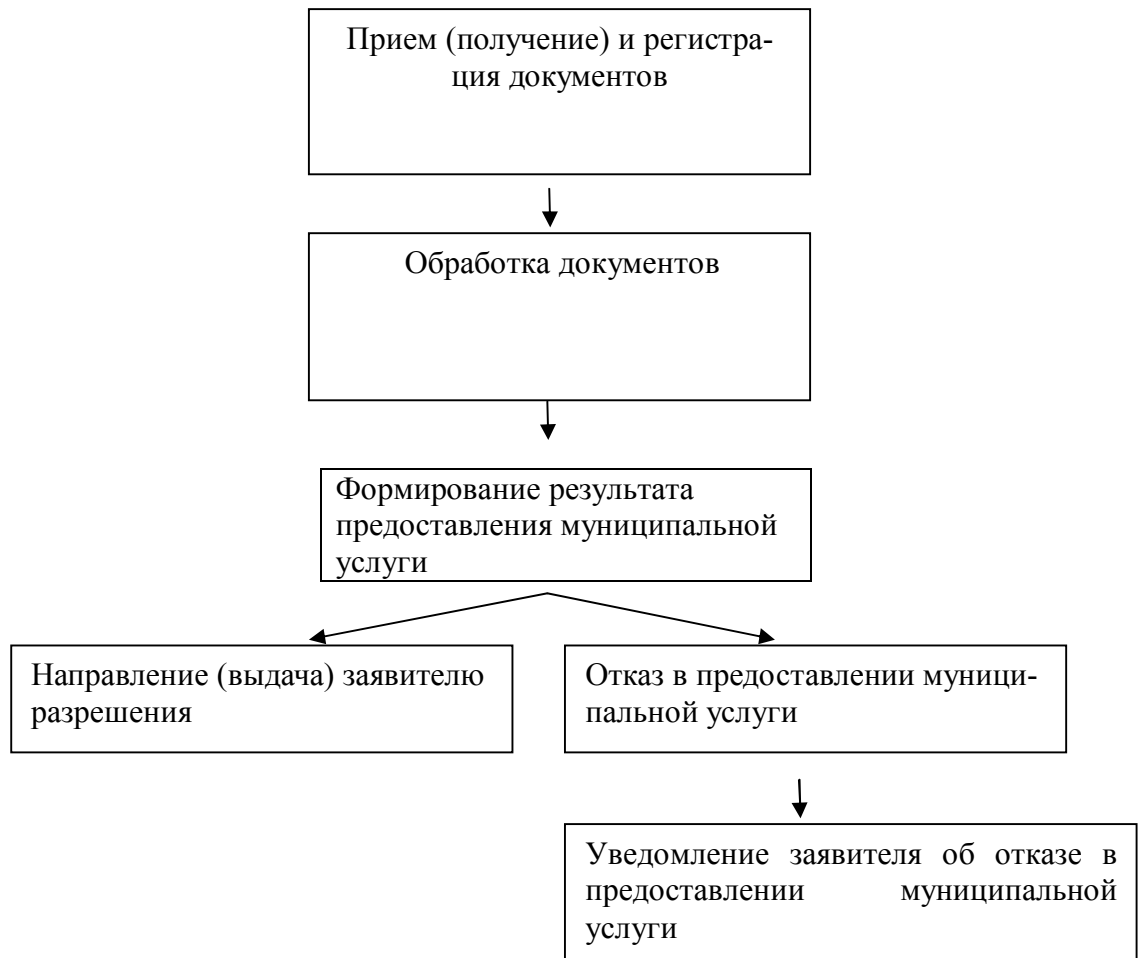 Прием (получение) и регистра-
ция документов
Обработка документов
Формирование результата
предоставления муниципальной
услуги
Направление (выдача) заявителю
разрешения
Отказ в предоставлении муници-
пальной услуги
Уведомление заявителя об отказе в
предоставлении муниципальной
услуги